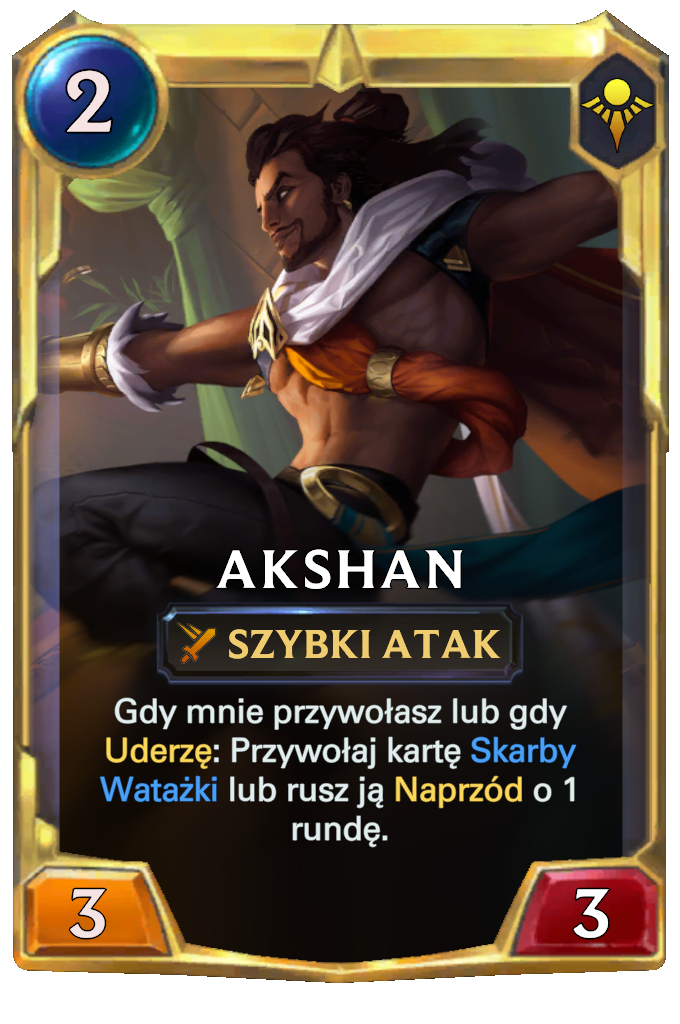 2
AKSHAN
SZYBKI ATAK
Gdy mnie przywołasz lub gdy
Uderzę: Przywołaj kartę Skarby
Watażki lub rusz ją Naprzód o 1
rundę.
3
3